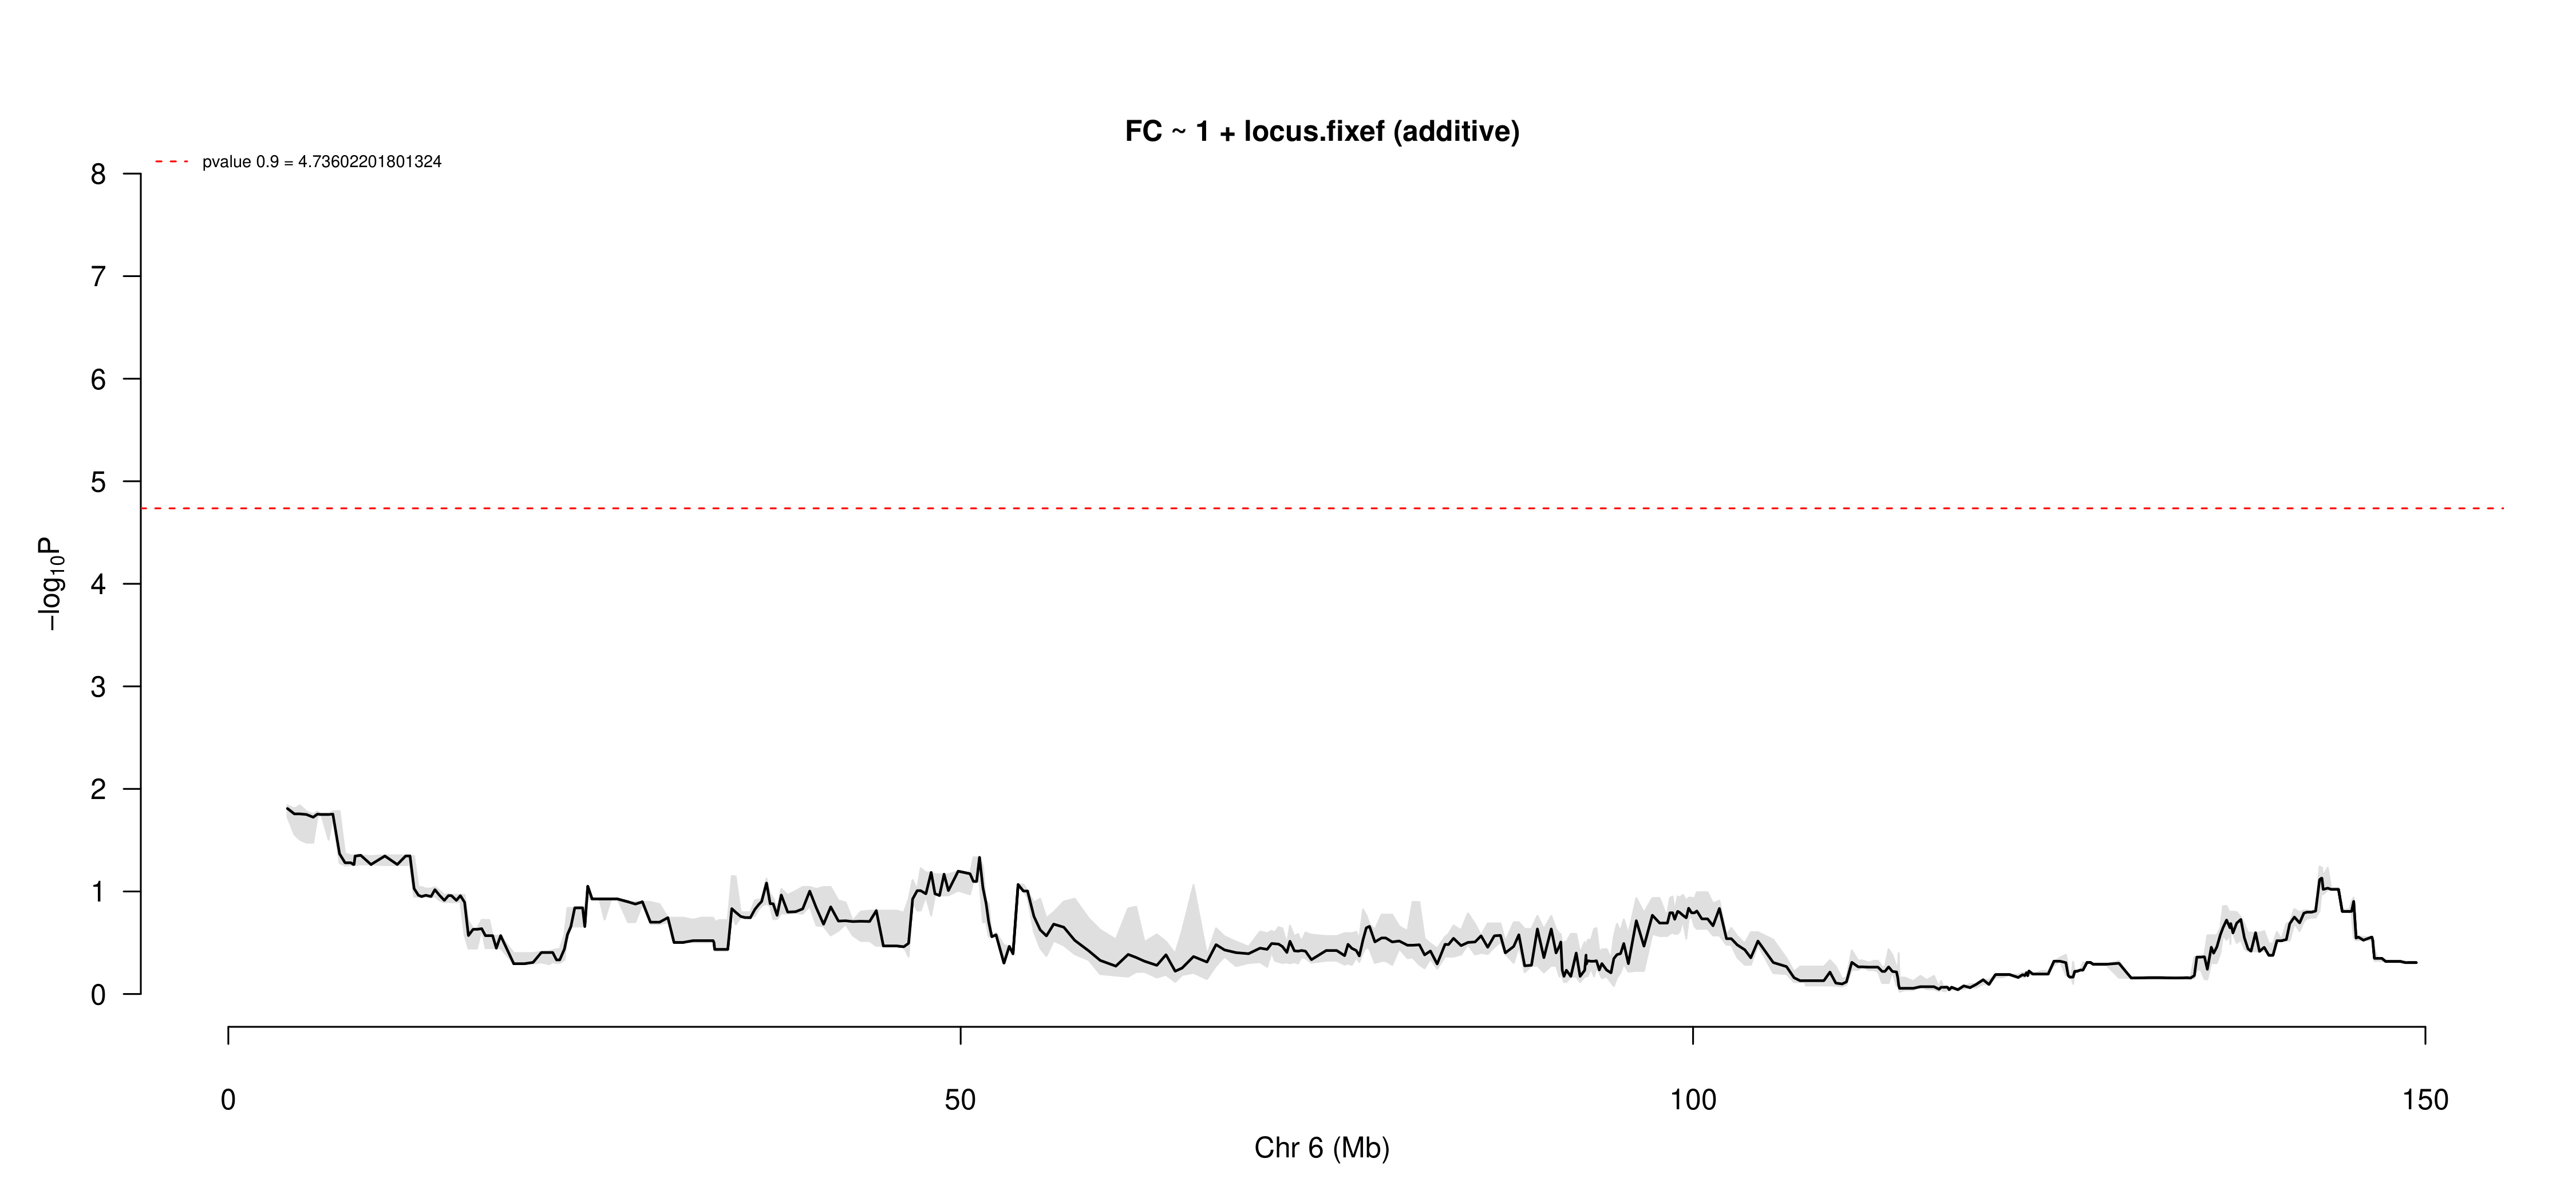 FC ~ 1 + locus.fixef (additive)
pvalue 0.9 = 4.73602201801324
8
7
6
5
4
3
2
1
0
−log10P
0 50 100 150
Chr 6 (Mb)